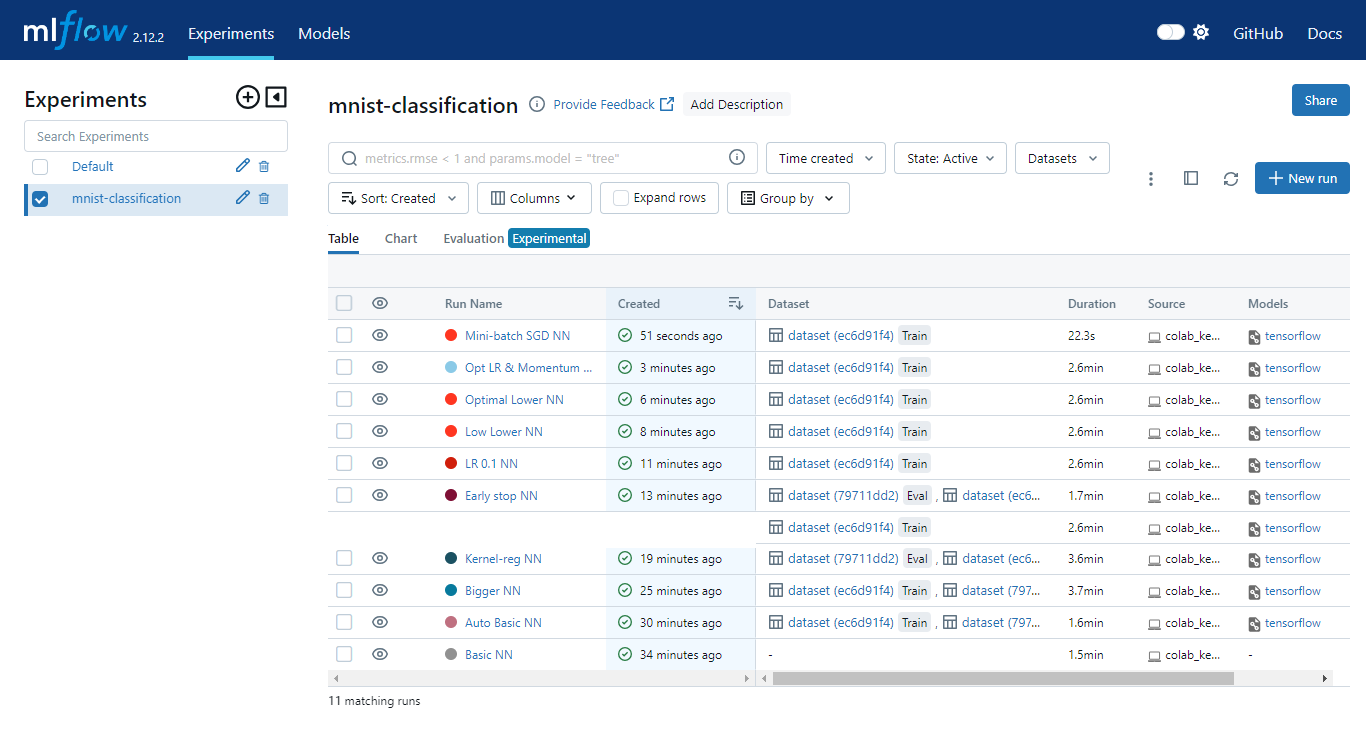 mlflow 2.12.2 Experiments Models GitHub Docs
Experiments
Search Experiments
Default
mnist-classification
mnist-classification Provide Feedback Add Description
Share
metrics.rmse < 1 and params.model = "tree" Time created State: Active Datasets
Sort: Created Columns Expand rows Group by
New run
Table Chart Evaluation Experimental
Run Name Created Dataset Duration Source Models
Mini-batch SGD NN 51 seconds ago dataset (ec6d91f4) Train 22.3s colab_ke... tensorflow
Opt LR & Momentum ... 3 minutes ago dataset (ec6d91f4) Train 2.6min colab_ke... tensorflow
Optimal Lower NN 6 minutes ago dataset (ec6d91f4) Train 2.6min colab_ke... tensorflow
Low Lower NN 8 minutes ago dataset (ec6d91f4) Train 2.6min colab_ke... tensorflow
LR 0.1 NN 11 minutes ago dataset (ec6d91f4) Train 2.6min colab_ke... tensorflow
Early stop NN 13 minutes ago dataset (79711dd2) Eval , dataset (ec6... 1.7min colab_ke... tensorflow
dataset (ec6d91f4) Train 2.6min colab_ke... tensorflow
Kernel-reg NN 19 minutes ago dataset (79711dd2) Eval , dataset (ec6... 3.6min colab_ke... tensorflow
Bigger NN 25 minutes ago dataset (ec6d91f4) Train , dataset (797... 3.7min colab_ke... tensorflow
Auto Basic NN 30 minutes ago dataset (ec6d91f4) Train , dataset (797... 1.6min colab_ke... tensorflow
Basic NN 34 minutes ago - 1.5min colab_ke... -
11 matching runs